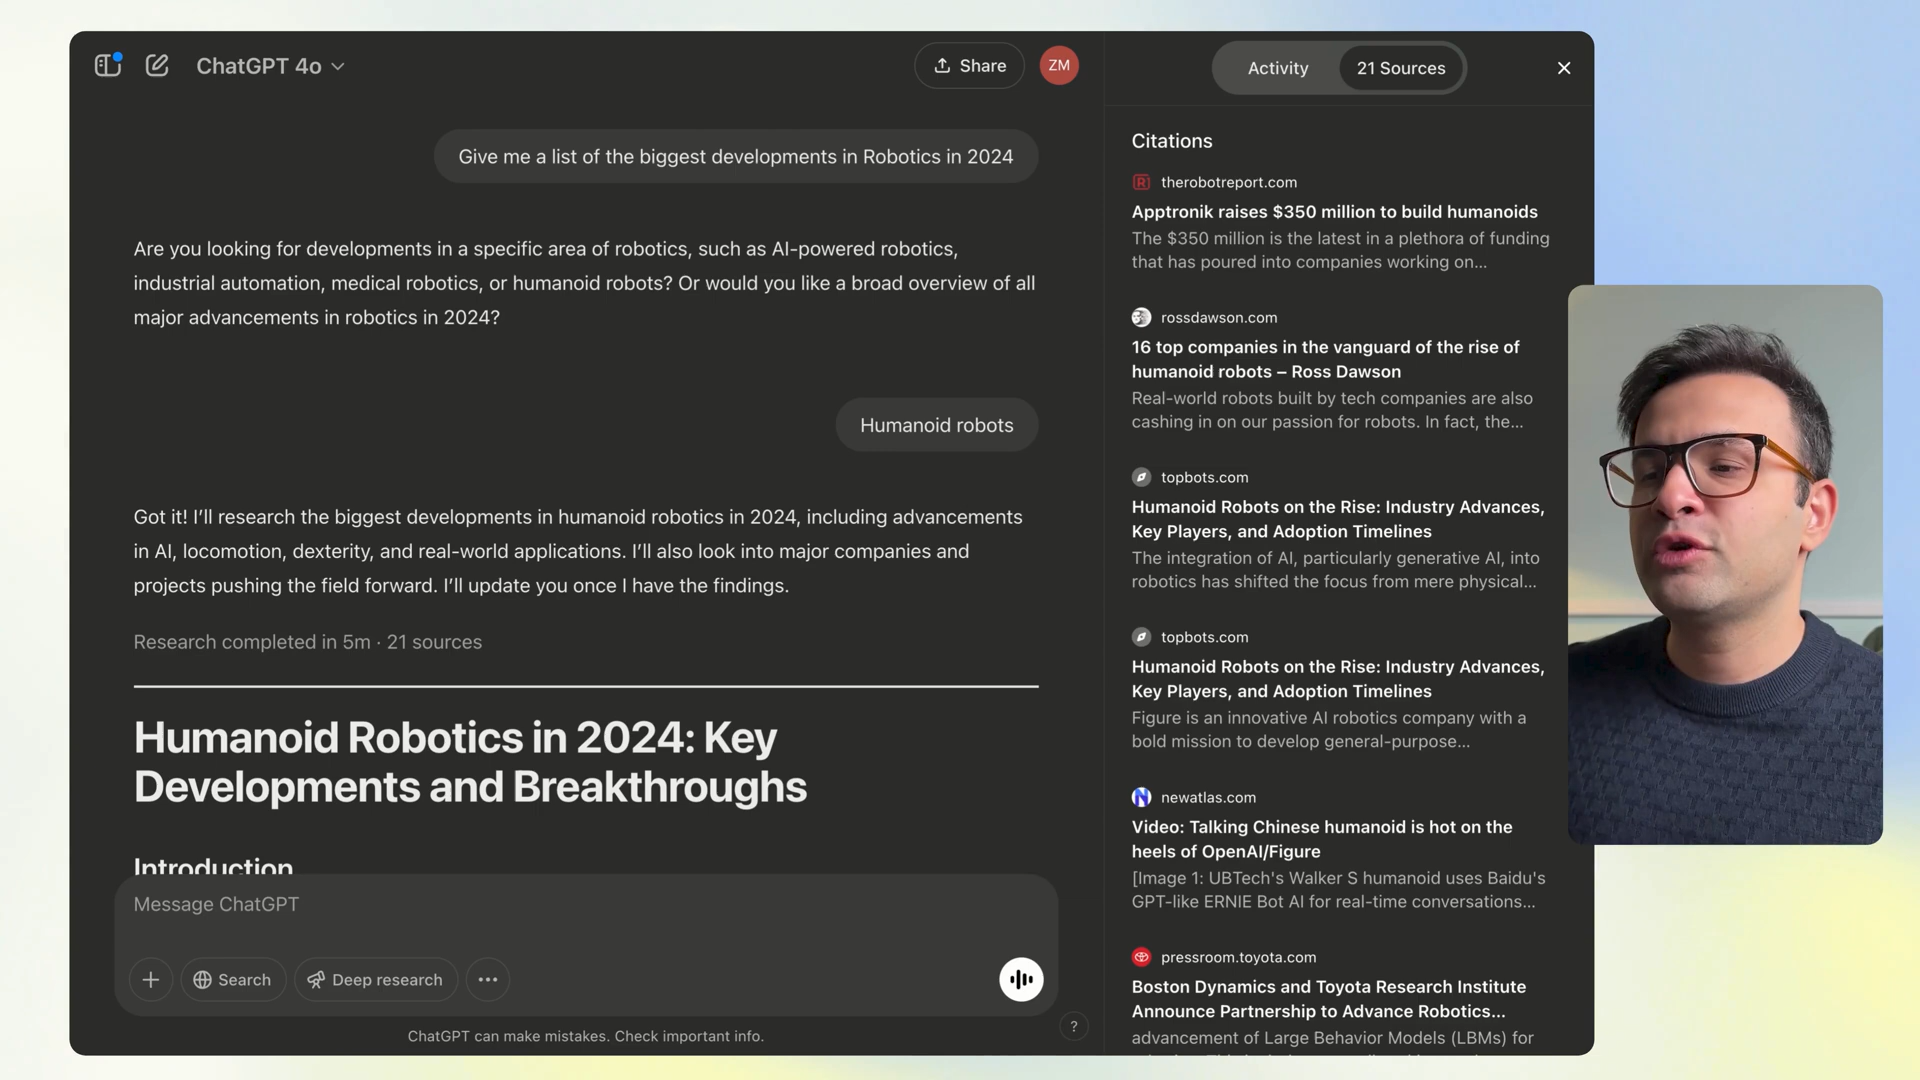 ChatGPT 4o
Share
ZM
Give me a list of the biggest developments in Robotics in 2024
Are you looking for developments in a specific area of robotics, such as AI-powered robotics,
industrial automation, medical robotics, or humanoid robots? Or would you like a broad overview of all
major advancements in robotics in 2024?
Humanoid robots
Got it! I’ll research the biggest developments in humanoid robotics in 2024, including advancements
in AI, locomotion, dexterity, and real-world applications. I’ll also look into major companies and
projects pushing the field forward. I’ll update you once I have the findings.
Research completed in 5m · 21 sources
Humanoid Robotics in 2024: Key
Developments and Breakthroughs
Introduction
Message ChatGPT
Search
Deep research
ChatGPT can make mistakes. Check important info.
?
Activity
21 Sources
Citations
therobotreport.com
Apptronik raises $350 million to build humanoids
The $350 million is the latest in a plethora of funding
that has poured into companies working on...
rossdawson.com
16 top companies in the vanguard of the rise of
humanoid robots – Ross Dawson
Real-world robots built by tech companies are also
cashing in on our passion for robots. In fact, the...
topbots.com
Humanoid Robots on the Rise: Industry Advances,
Key Players, and Adoption Timelines
The integration of AI, particularly generative AI, into
robotics has shifted the focus from mere physical...
topbots.com
Humanoid Robots on the Rise: Industry Advances,
Key Players, and Adoption Timelines
Figure is an innovative AI robotics company with a
bold mission to develop general-purpose...
newatlas.com
Video: Talking Chinese humanoid is hot on the
heels of OpenAI/Figure
[Image 1: UBTech's Walker S humanoid uses Baidu's
GPT-like ERNIE Bot AI for real-time conversations...
pressroom.toyota.com
Boston Dynamics and Toyota Research Institute
Announce Partnership to Advance Robotics...
advancement of Large Behavior Models (LBMs) for